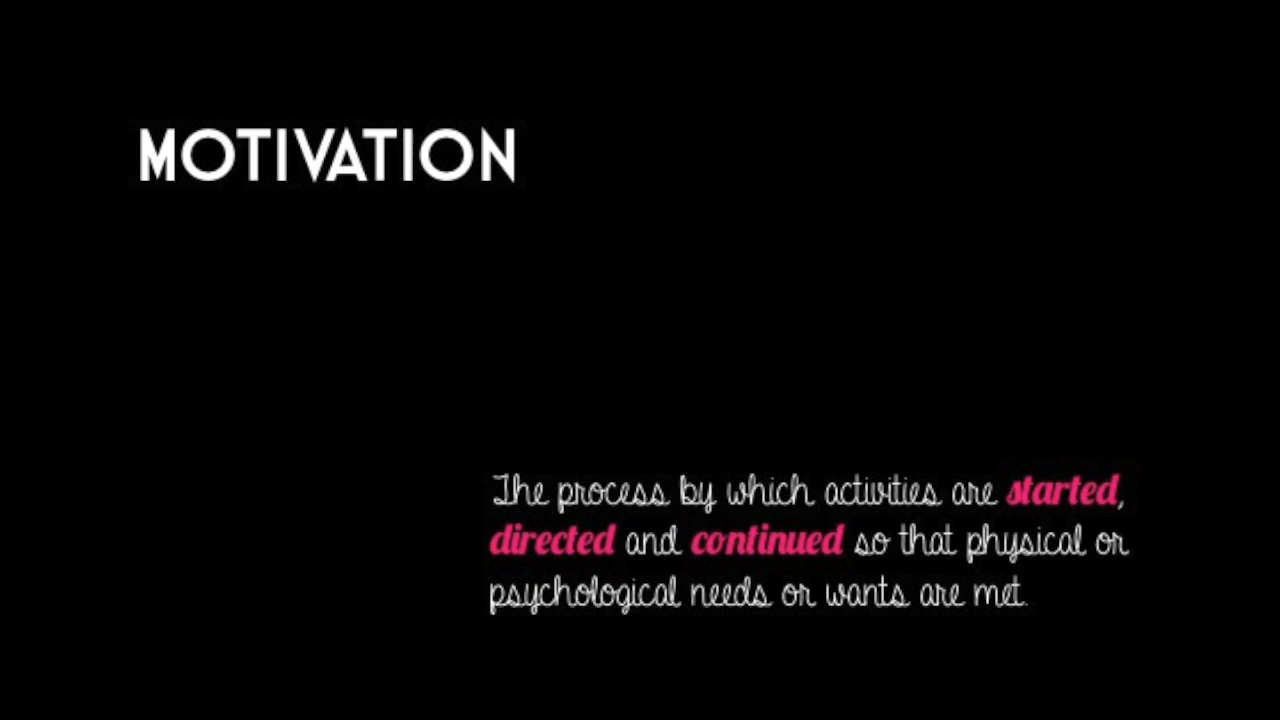 MOTIVATION
The process by which activities are started,
directed and continued so that physical or
psychological needs or wants are met.